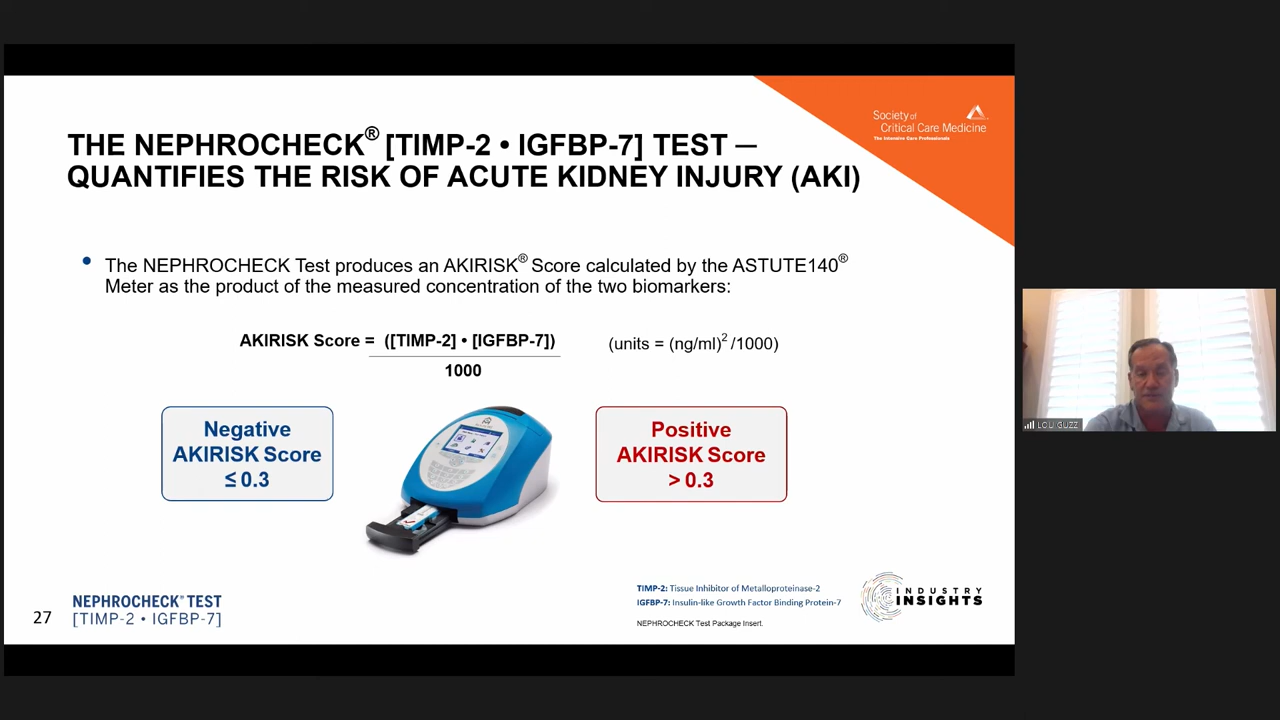 Society of
Critical Care Medicine
The Intensive Care Professionals
THE NEPHROCHECK® [TIMP-2 • IGFBP-7] TEST —
QUANTIFIES THE RISK OF ACUTE KIDNEY INJURY (AKI)
• The NEPHROCHECK Test produces an AKIRISK® Score calculated by the ASTUTE140®
Meter as the product of the measured concentration of the two biomarkers:
AKIRISK Score = ([TIMP-2] • [IGFBP-7]) (units = (ng/ml)² /1000)
1000
Negative
AKIRISK Score
≤ 0.3
Positive
AKIRISK Score
> 0.3
LOU GUZZ
27
NEPHROCHECK® TEST
[TIMP-2 • IGFBP-7]
TIMP-2: Tissue Inhibitor of Metalloproteinase-2
IGFBP-7: Insulin-like Growth Factor Binding Protein-7
NEPHROCHECK Test Package Insert.
INDUSTRY
INSIGHTS